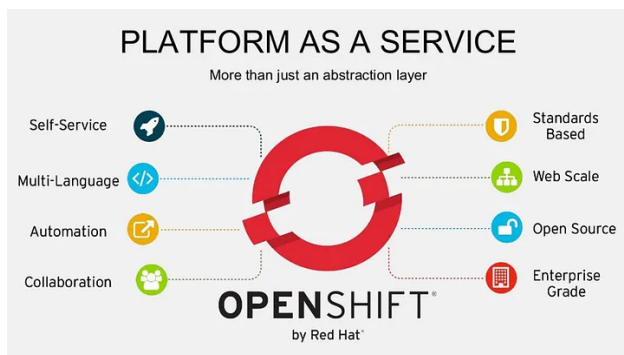 PLATFORM AS A SERVICE
More than just an abstraction layer
Self-Service
Multi-Language
</>
Automation
Collaboration
Standards
Based
Web Scale
Open Source
Enterprise
Grade
OPENSHIFT®
by Red Hat®